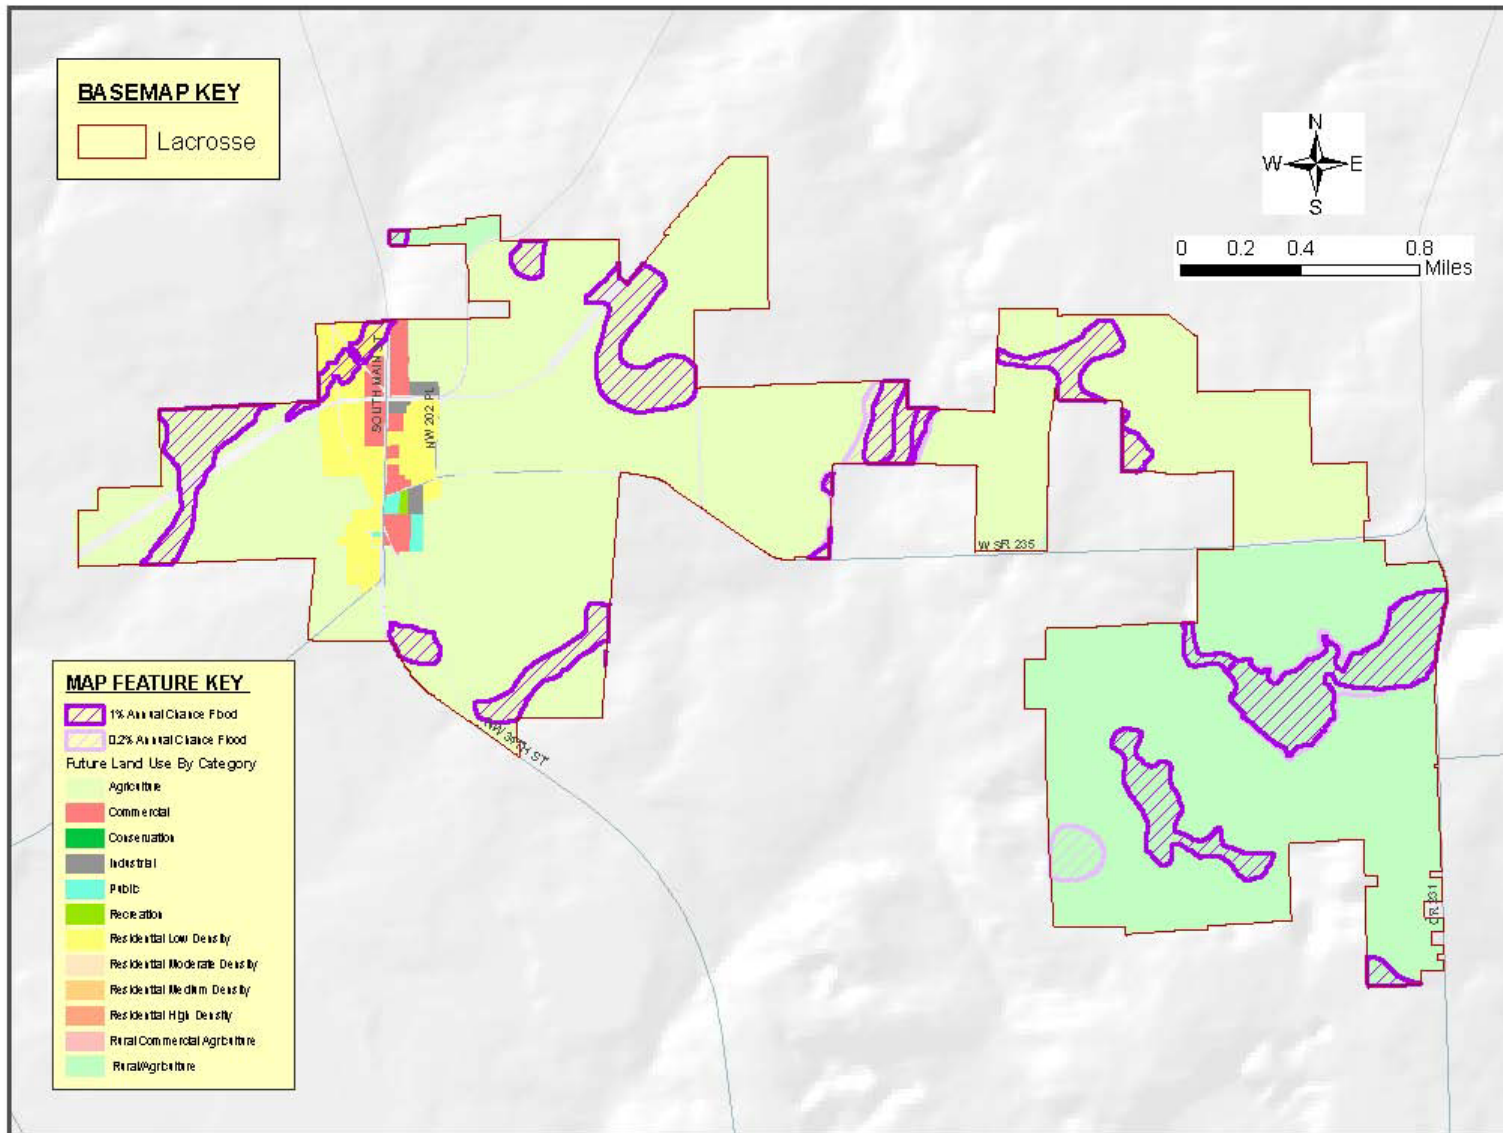 BASEMAP KEY
Lacrosse
N
W E
S
0 0.2 0.4 0.8
Miles
SOUTH MAIN ST
NW 202 PL
W SR 235
CR 231
MAP FEATURE KEY
1% Annual Chance Flood
0.2% Annual Chance Flood
Future Land Use By Category
Agriculture
Commercial
Conservation
Industrial
Public
Recreation
Residential Low Density
Residential Moderate Density
Residential Medium Density
Residential High Density
Rural Commercial Agriculture
Rural/Agriculture